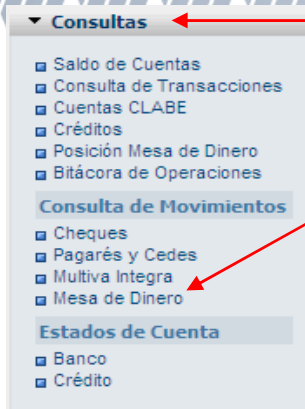 Consultas
Saldo de Cuentas
Consulta de Transacciones
Cuentas CLABE
Créditos
Posición Mesa de Dinero
Bitácora de Operaciones
Consulta de Movimientos
Cheques
Pagarés y Cedes
Multiva Integra
Mesa de Dinero
Estados de Cuenta
Banco
Crédito